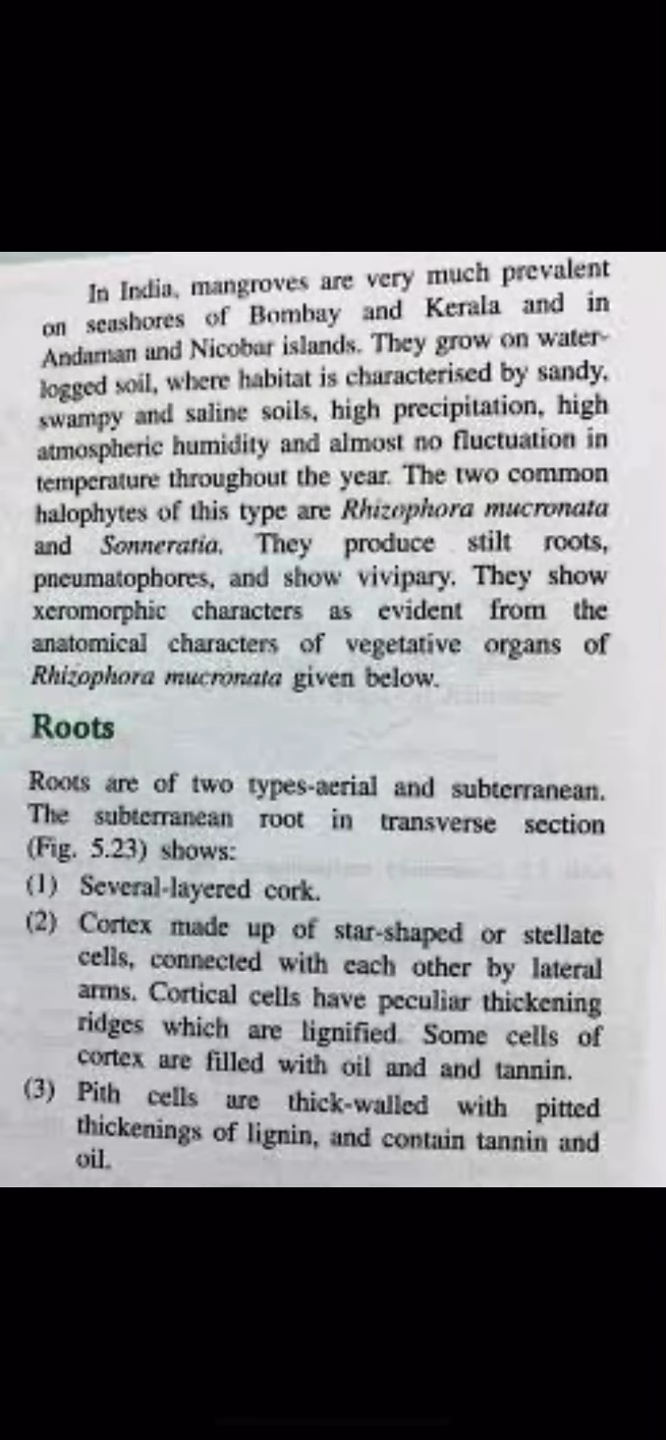 In India, mangroves are very much prevalent
on seashores of Bombay and Kerala and in
Andaman and Nicobar islands. They grow on water-
logged soil, where habitat is characterised by sandy,
swampy and saline soils, high precipitation, high
atmospheric humidity and almost no fluctuation in
temperature throughout the year. The two common
halophytes of this type are Rhizophora mucronata
and Sonneratia. They produce stilt roots,
pneumatophores, and show vivipary. They show
xeromorphic characters as evident from the
anatomical characters of vegetative organs of
Rhizophora mucronata given below.
Roots
Roots are of two types-aerial and subterranean.
The subterranean root in transverse section
(Fig. 5.23) shows:
(1) Several-layered cork.
(2) Cortex made up of star-shaped or stellate
cells, connected with each other by lateral
arms. Cortical cells have peculiar thickening
ridges which are lignified. Some cells of
cortex are filled with oil and and tannin.
(3) Pith cells are thick-walled with pitted
thickenings of lignin, and contain tannin and
oil.